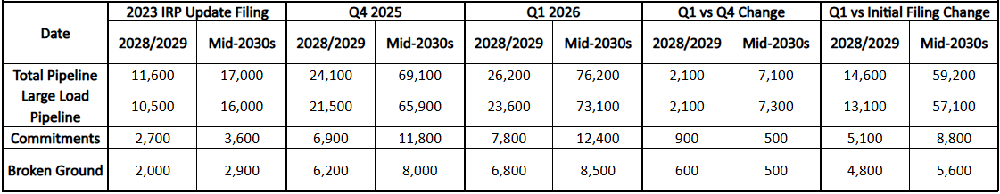 Date 2023 IRP Update Filing Q4 2025 Q1 2026 Q1 vs Q4 Change Q1 vs Initial Filing Change
2028/2029 Mid-2030s 2028/2029 Mid-2030s 2028/2029 Mid-2030s 2028/2029 Mid-2030s 2028/2029 Mid-2030s
Total Pipeline 11,600 17,000 24,100 69,100 26,200 76,200 2,100 7,100 14,600 59,200
Large Load
Pipeline 10,500 16,000 21,500 65,900 23,600 73,100 2,100 7,300 13,100 57,100
Commitments 2,700 3,600 6,900 11,800 7,800 12,400 900 500 5,100 8,800
Broken Ground 2,000 2,900 6,200 8,000 6,800 8,500 600 500 4,800 5,600